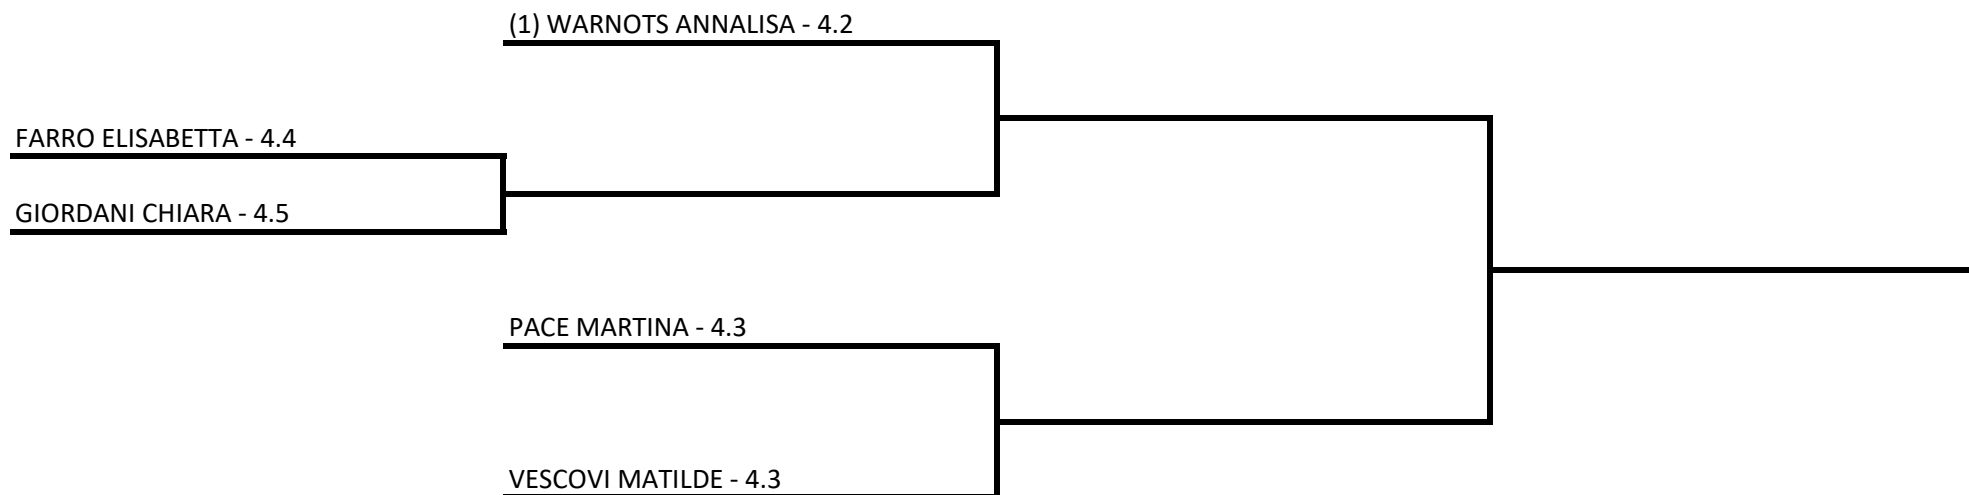 (1) WARNOTS ANNALISA - 4.2
FARRO ELISABETTA - 4.4
GIORDANI CHIARA - 4.5
PACE MARTINA - 4.3
VESCOVI MATILDE - 4.3